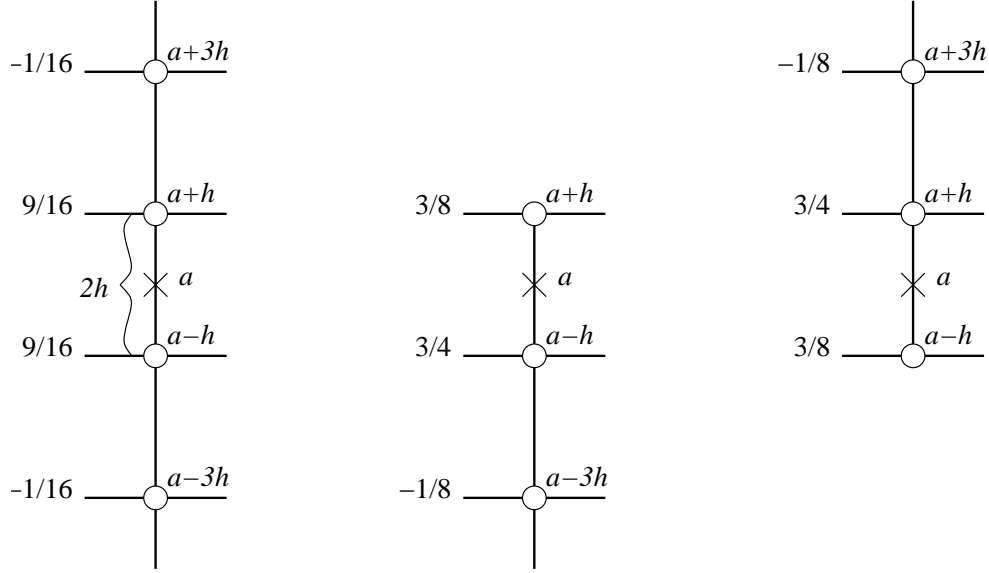 –1/16 a+3h –1/8 a+3h
9/16 a+h 3/8 a+h 3/4 a+h
2h a a a
9/16 a–h 3/4 a–h 3/8 a–h
–1/16 a–3h –1/8 a–3h